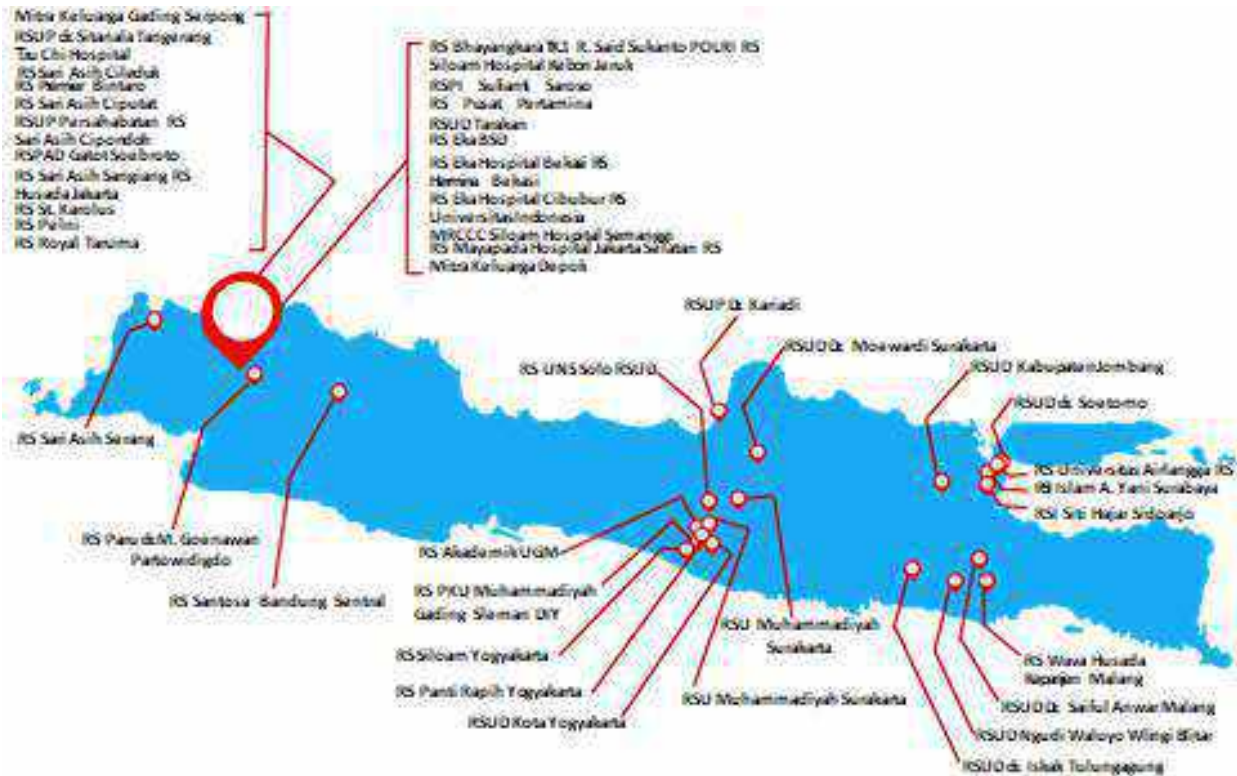 Mitra Keluarga Gading Serpong
RSUP dr. Sitanala Tangerang
Tzu Chi Hospital
RS Sari Asih Ciledug
RS Premier Bintaro
RS Sari Asih Ciputat
RSUP Persahabatan RS
Sari Asih Cipondoh
RSPAD Gatot Soebroto
RS Sari Asih Sangiang RS
Husada Jakarta
RS St. Karolus
RS Pelni
RS Royal Taruma
RS Bhayangkara TK.1 R. Said Sukanto POLRI RS
Siloam Hospital Kebon Jeruk
RSPI Sulianti Saroso
RS Pusat Pertamina
RSUD Tarakan
RS Eka BSD
RS Eka Hospital Bekasi RS
Hermina Bekasi
RS Eka Hospital Cibubur RS
Universitas Indonesia
MRCCC Siloam Hospital Semanggi
RS Mayapada Hospital Jakarta Selatan RS
Mitra Keluarga Depok
RSUP Dr. Kariadi
RSUD Dr. Moewardi Surakarta
RS UNS Solo RSUD
RSUD Kabupaten Jombang
RSUD dr. Soetomo
RS Sari Asih Serang
RS Universitas Airlangga RS
RS Islam A. Yani Surabaya
RSI Siti Hajar Sidoarjo
RS Paru dr. M. Goenawan
Partowidigdo
RS Akademik UGM
RS Santosa Bandung Sentral
RS PKU Muhammadiyah
Gading Sleman DIY
RSU Muhammadiyah
Surakarta
RS Siloam Yogyakarta
RS Wava Husada
Kepanjen Malang
RS Panti Rapih Yogyakarta
RSU Muhammadiyah Surakarta
RSUD Dr. Saiful Anwar Malang
RSUD Kota Yogyakarta
RSUD Ngudi Waluyo Wlingi Blitar
RSUD dr. Iskak Tulungagung